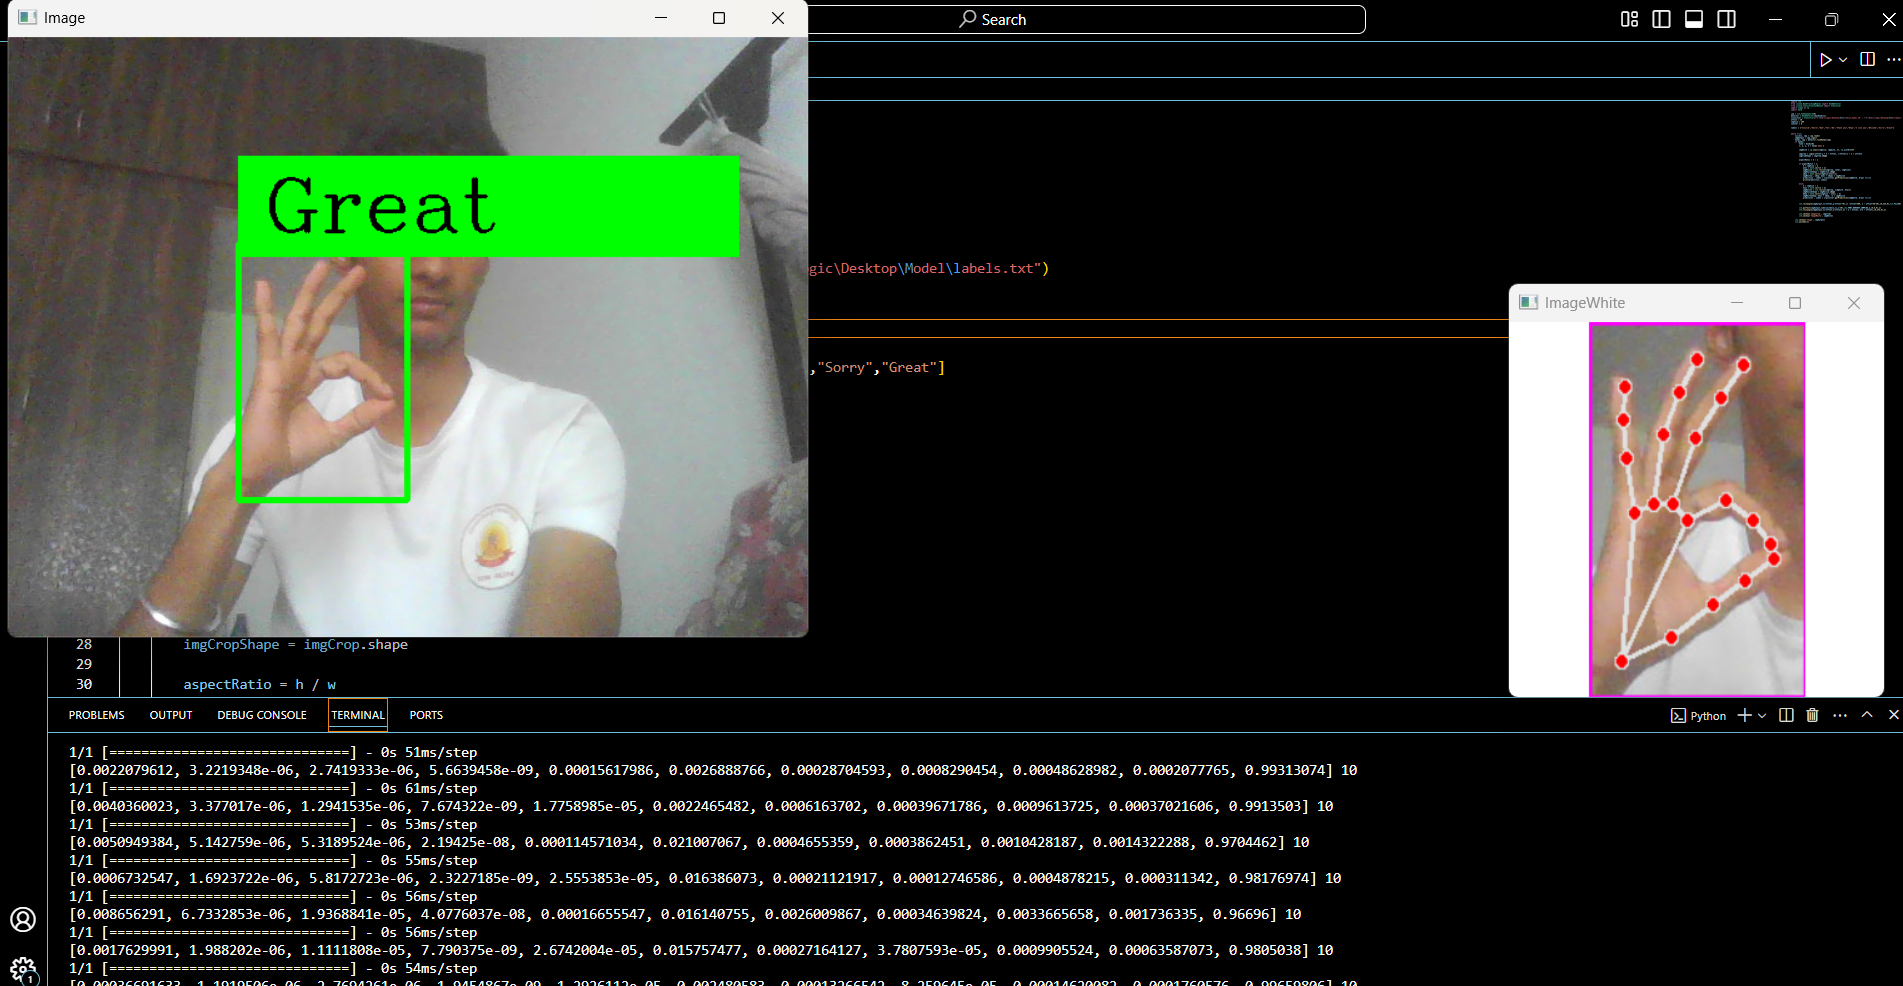 Image
Search
Great
gic\Desktop\Model\labels.txt")
ImageWhite
,"Sorry","Great"]
28 imgCropShape = imgCrop.shape
29
30 aspectRatio = h / w
PROBLEMS OUTPUT DEBUG CONSOLE TERMINAL PORTS
Python
1/1 [==============================] - 0s 51ms/step
[0.0022079612, 3.2219348e-06, 2.7419333e-06, 5.6639458e-09, 0.00015617986, 0.0026888766, 0.00028704593, 0.0008290454, 0.00048628982, 0.0002077765, 0.99313074] 10
1/1 [==============================] - 0s 61ms/step
[0.0040360023, 3.377017e-06, 1.2941535e-06, 7.674322e-09, 1.7758985e-05, 0.0022465482, 0.0006163702, 0.00039671786, 0.0009613725, 0.00037021606, 0.9913503] 10
1/1 [==============================] - 0s 53ms/step
[0.0050949384, 5.142759e-06, 5.3189524e-06, 2.19425e-08, 0.000114571034, 0.021007067, 0.0004655359, 0.0003862451, 0.0010428187, 0.0014322288, 0.9704462] 10
1/1 [==============================] - 0s 55ms/step
[0.0006732547, 1.6923722e-06, 5.8172723e-06, 2.3227185e-09, 2.5553853e-05, 0.016386073, 0.00021121917, 0.00012746586, 0.0004878215, 0.000311342, 0.98176974] 10
1/1 [==============================] - 0s 56ms/step
[0.008656291, 6.7332853e-06, 1.9368841e-05, 4.0776037e-08, 0.00016655547, 0.016140755, 0.0026009867, 0.00034639824, 0.0033665658, 0.001736335, 0.96696] 10
1/1 [==============================] - 0s 56ms/step
[0.0017629991, 1.988202e-06, 1.1111808e-05, 7.790375e-09, 2.6742004e-05, 0.015757477, 0.00027164127, 3.7807593e-05, 0.0009905524, 0.00063587073, 0.9805038] 10
1/1 [==============================] - 0s 54ms/step
1